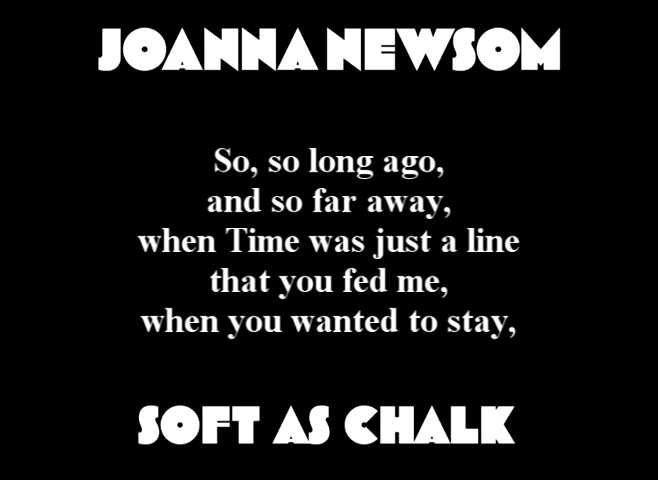 JOANNA NEWSOM
So, so long ago,
and so far away,
when Time was just a line
that you fed me,
when you wanted to stay,
SOFT AS CHALK